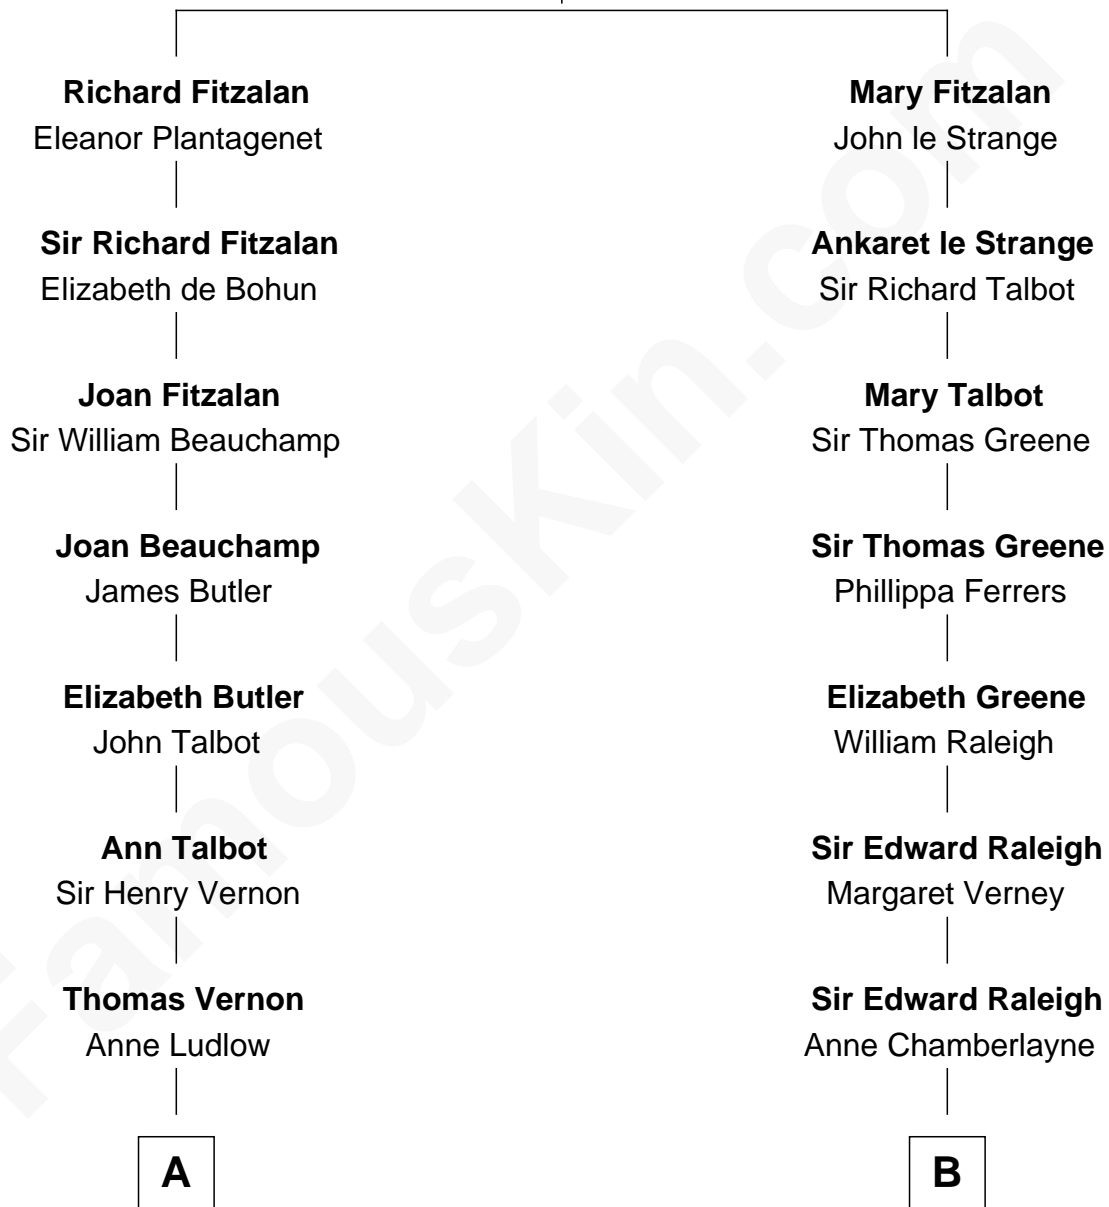 Richard Fitzalan
Eleanor Plantagenet
Sir Richard Fitzalan
Elizabeth de Bohun
Joan Fitzalan
Sir William Beauchamp
Joan Beauchamp
James Butler
Elizabeth Butler
John Talbot
Ann Talbot
Sir Henry Vernon
Thomas Vernon
Anne Ludlow
A
Mary Fitzalan
John le Strange
Ankaret le Strange
Sir Richard Talbot
Mary Talbot
Sir Thomas Greene
Sir Thomas Greene
Phillippa Ferrers
Elizabeth Greene
William Raleigh
Sir Edward Raleigh
Margaret Verney
Sir Edward Raleigh
Anne Chamberlayne
B
FamousKin.com